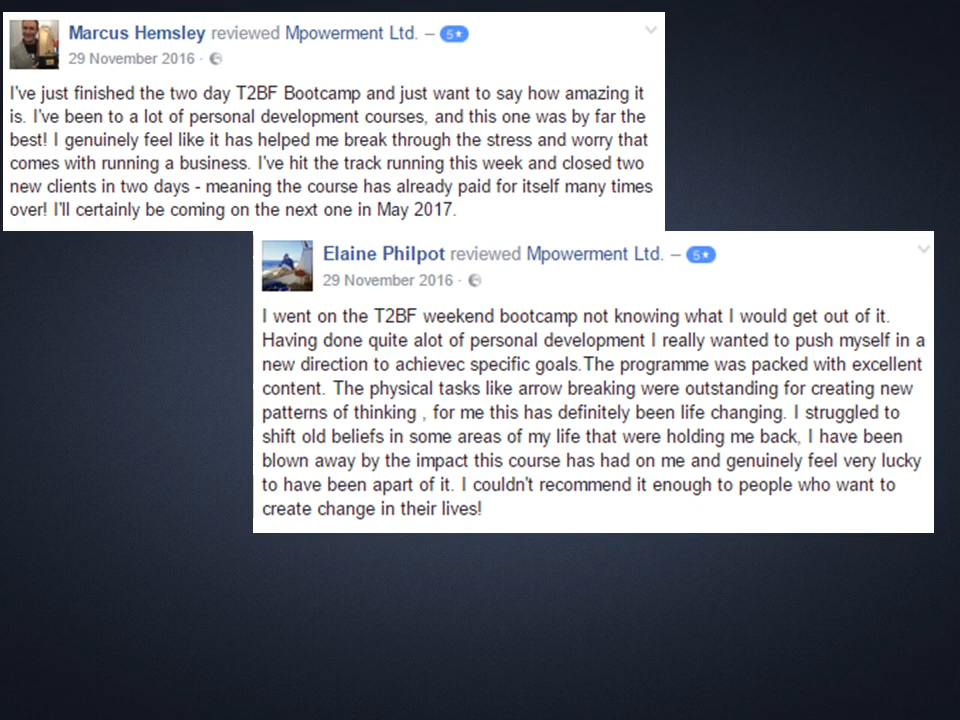 Marcus Hemsley reviewed Mpowerment Ltd. – 5★
29 November 2016 ·
I've just finished the two day T2BF Bootcamp and just want to say how amazing it
is. I've been to a lot of personal development courses, and this one was by far the
best! I genuinely feel like it has helped me break through the stress and worry that
comes with running a business. I've hit the track running this week and closed two
new clients in two days - meaning the course has already paid for itself many times
over! I'll certainly be coming on the next one in May 2017.
Elaine Philpot reviewed Mpowerment Ltd. – 5★
29 November 2016 ·
I went on the T2BF weekend bootcamp not knowing what I would get out of it.
Having done quite alot of personal development I really wanted to push myself in a
new direction to achievec specific goals.The programme was packed with excellent
content. The physical tasks like arrow breaking were outstanding for creating new
patterns of thinking , for me this has definitely been life changing. I struggled to
shift old beliefs in some areas of my life that were holding me back, I have been
blown away by the impact this course has had on me and genuinely feel very lucky
to have been apart of it. I couldn't recommend it enough to people who want to
create change in their lives!